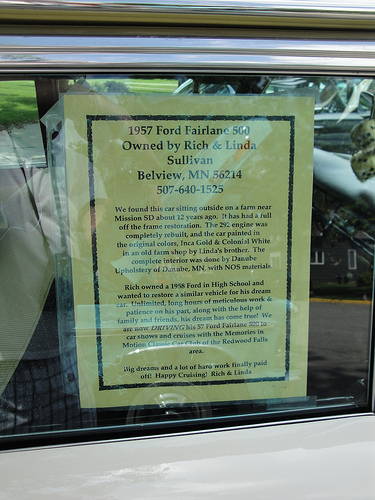 1957 Ford Fairlane 500
Owned by Rich & Linda
Sullivan
Belview, MN 56214
507-640-1525
We found this car sitting outside on a farm near
Mission SD about 12 years ago. It has had a full
off the frame restoration. The 292 engine was
completely rebuilt, and the car painted in
the original colors, Inca Gold & Colonial White
in an old farm shop by Linda's brother. The
complete interior was done by Danube
Upholstery of Danube, MN. with NOS materials
Rich owned a 1958 Ford in High School and
wanted to restore a similar vehicle for his dream
car. Unlimited, long hours of meticulous work &
patience on his part, along with the help of
family and friends, his dream has come true! We
are now DRIVING his 57 Ford Fairlane 500 to
car shows and cruises with the Memories in
Motion Classic Car Club of the Redwood Falls
area.
Big dreams and a lot of hard work finally paid
off! Happy Cruising! Rich & Linda